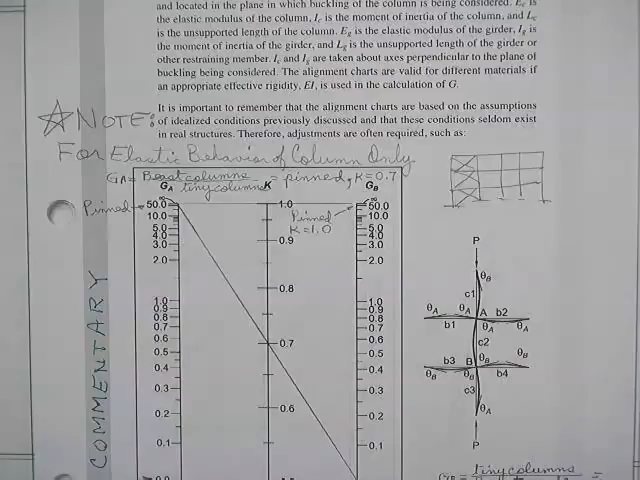 and located in the plane in which buckling of the column is being considered. Ec is
the elastic modulus of the column, Ic is the moment of inertia of the column, and Lc
is the unsupported length of the column. Eg is the elastic modulus of the girder, Ig is
the moment of inertia of the girder, and Lg is the unsupported length of the girder or
other restraining member. Ic and Ig are taken about axes perpendicular to the plane of
buckling being considered. The alignment charts are valid for different materials if
an appropriate effective rigidity, EI, is used in the calculation of G.
NOTE:
It is important to remember that the alignment charts are based on the assumptions
of idealized conditions previously discussed and that these conditions seldom exist
in real structures. Therefore, adjustments are often required, such as:
For Elastic Behavior of Column Only
GA= columns / tiny columns = pinned, K=0.7
GA K GB
Pinned
Pinned
K=1.0
∞ 1.0 ∞
50.0 50.0
10.0 10.0
5.0 0.9 5.0
4.0 4.0
3.0 3.0
2.0 2.0
0.8
1.0 1.0
0.9 0.9
0.8 0.8
0.7 0.7
0.6 0.7 0.6
0.5 0.5
0.4 0.4
0.3 0.3
0.2 0.6 0.2
0.1 0.1
COMMENTARY
P
θB
c1
θA θA A b2
b1 θA θA
c2
b3 B θB θB
θB θB b4
c3
θA
P
tiny columns
=